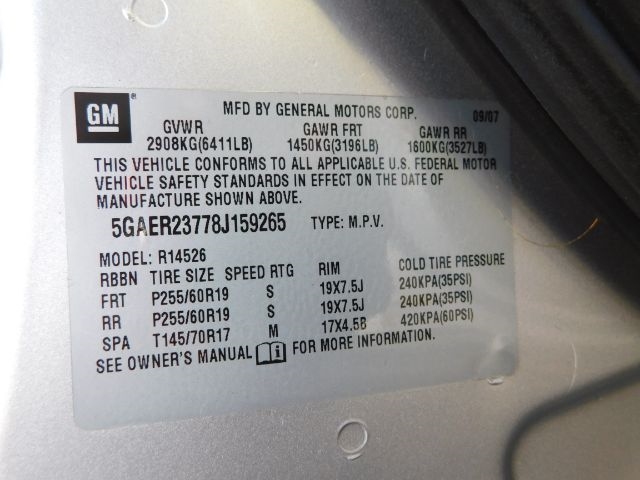 GM
MFD BY GENERAL MOTORS CORP. 09/07
GVWR GAWR FRT GAWR RR
2908KG(6411LB) 1450KG(3196LB) 1600KG(3527LB)
THIS VEHICLE CONFORMS TO ALL APPLICABLE U.S. FEDERAL MOTOR
VEHICLE SAFETY STANDARDS IN EFFECT ON THE DATE OF
MANUFACTURE SHOWN ABOVE.
5GAER23778J159265 TYPE: M.P.V.
MODEL: R14526
RBBN TIRE SIZE SPEED RTG RIM COLD TIRE PRESSURE
FRT P255/60R19 S 19X7.5J 240KPA(35PSI)
RR P255/60R19 S 19X7.5J 240KPA(35PSI)
SPA T145/70R17 M 17X4.5B 420KPA(60PSI)
SEE OWNER'S MANUAL FOR MORE INFORMATION.